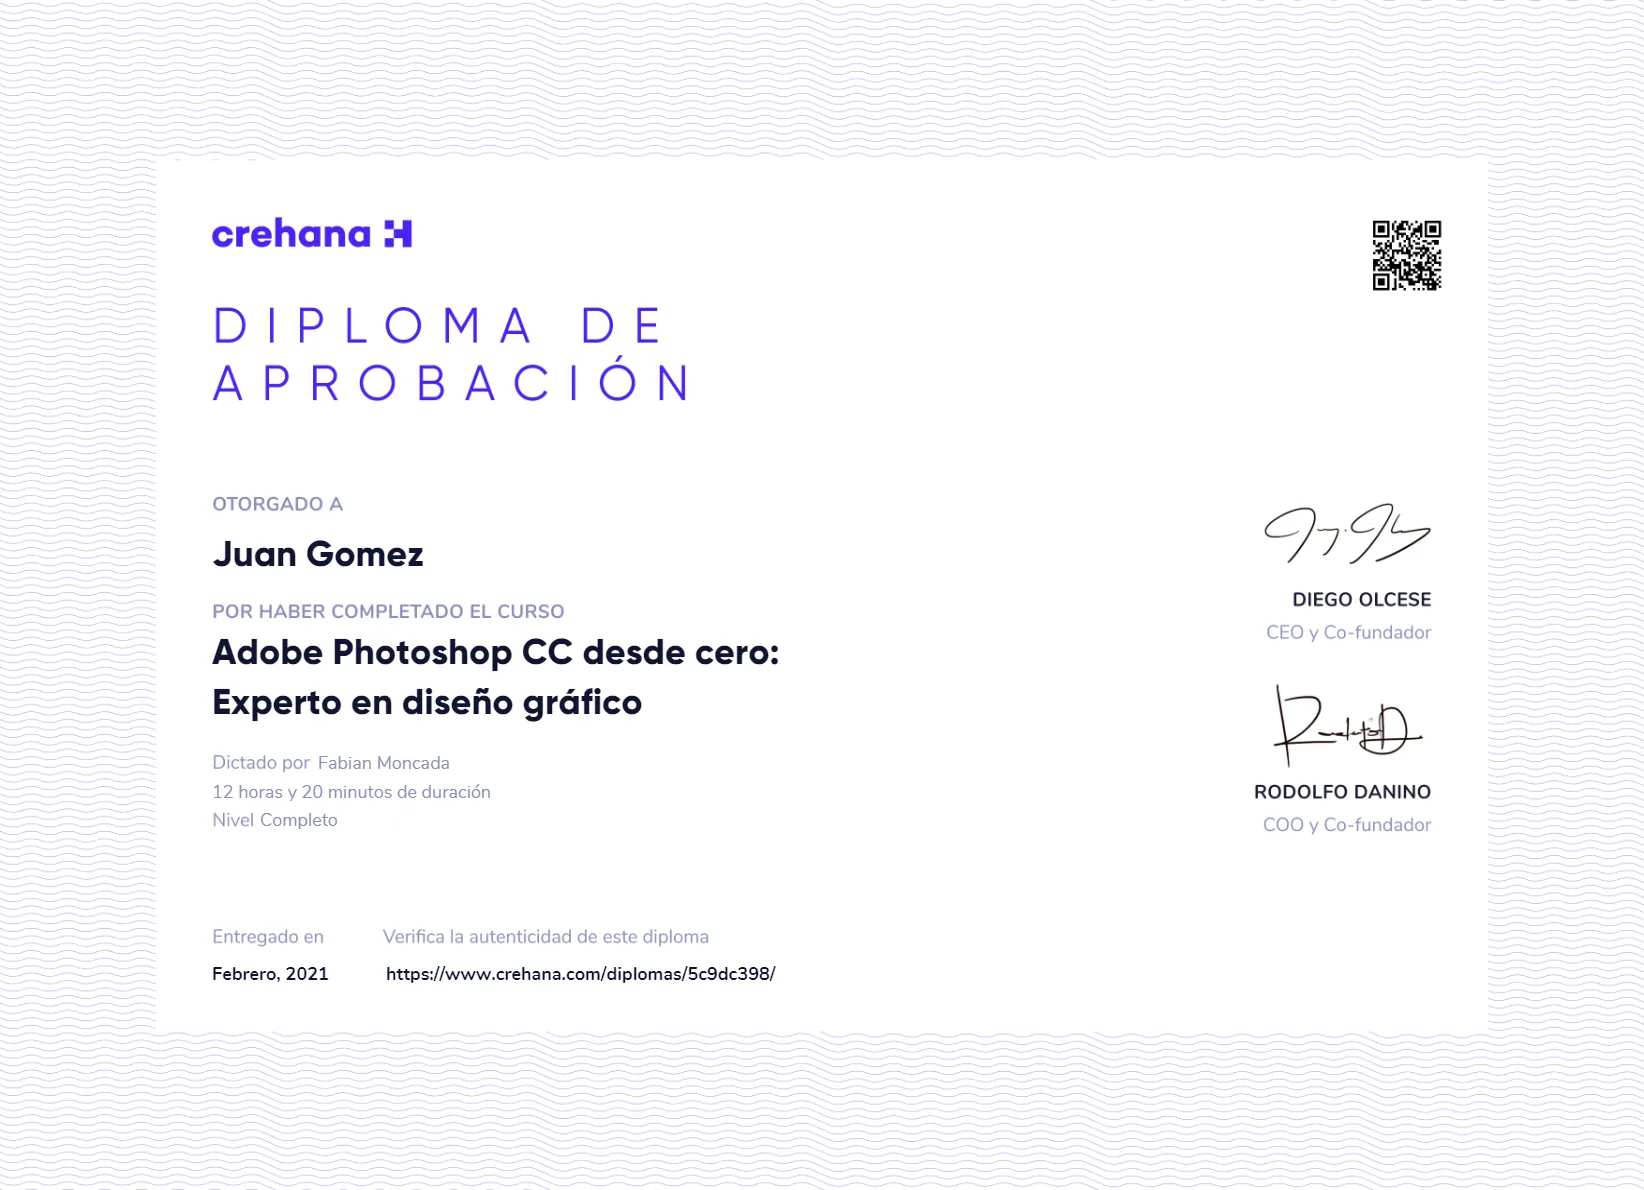 crehana
DIPLOMA DE
APROBACIÓN
OTORGADO A
Juan Gomez
POR HABER COMPLETADO EL CURSO
Adobe Photoshop CC desde cero:
Experto en diseño gráfico
Dictado por Fabian Moncada
12 horas y 20 minutos de duración
Nivel Completo
DIEGO OLCESE
CEO y Co-fundador
RODOLFO DANINO
COO y Co-fundador
Entregado en
Febrero, 2021
Verifica la autenticidad de este diploma
https://www.crehana.com/diplomas/5c9dc398/